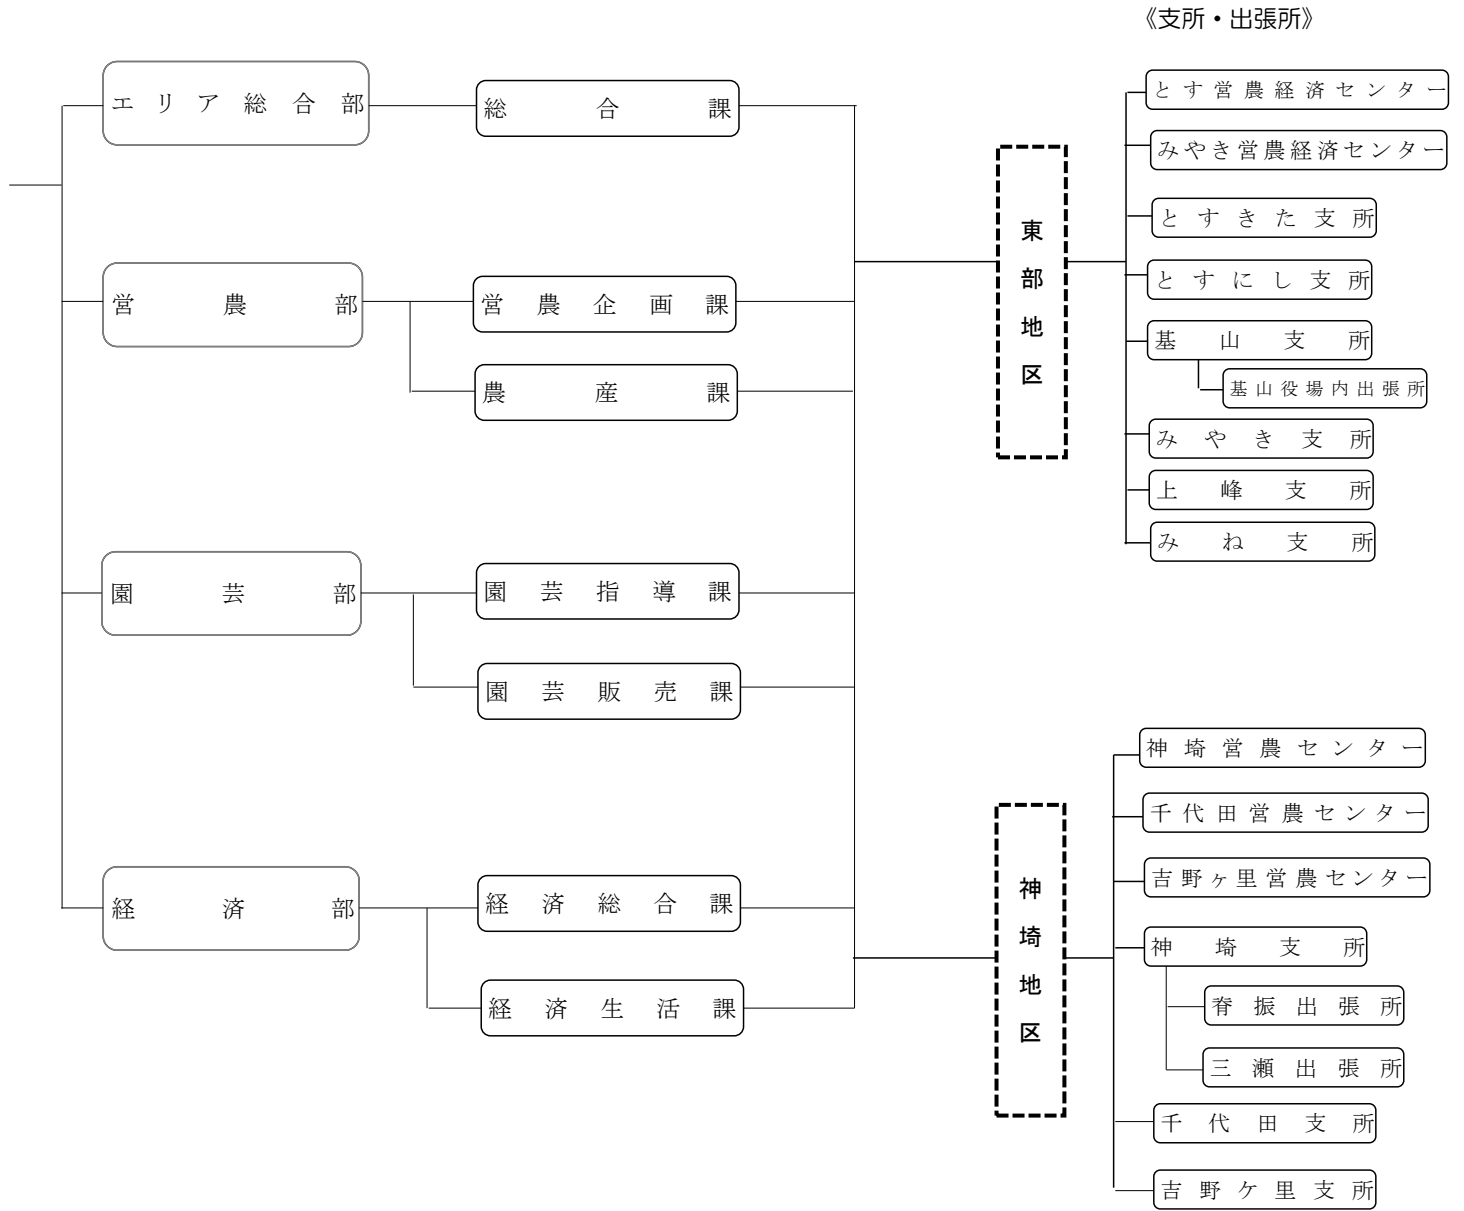 《支所・出張所》
エリア総合部
総合課
営農部
営農企画課
農産課
園芸部
園芸指導課
園芸販売課
経済部
経済総合課
経済生活課
東部地区
とす営農経済センター
みやき営農経済センター
とすきた支所
とすにし支所
基山支所
基山役場内出張所
みやき支所
上峰支所
みね支所
神埼地区
神埼営農センター
千代田営農センター
吉野ヶ里営農センター
神埼支所
脊振出張所
三瀬出張所
千代田支所
吉野ケ里支所